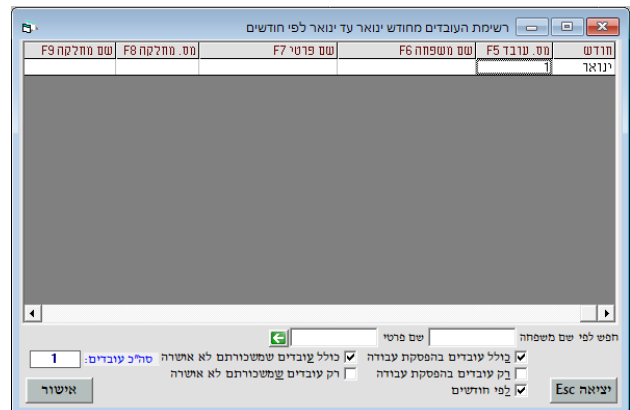 רשימת העובדים מחודש ינואר עד ינואר לפי חודשים
חודש מס. עובד F5 שם משפחה F6 שם פרטי F7 מס. מחלקה F8 שם מחלקה F9
ינואר 1
חפש לפי שם משפחה שם פרטי
כולל עובדים בהפסקת עבודה כולל עובדים שמשכורתם לא אושרה סה"כ עובדים: 1
רק עובדים בהפסקת עבודה רק עובדים שמשכורתם לא אושרה
לפי חודשים
יציאה Esc אישור